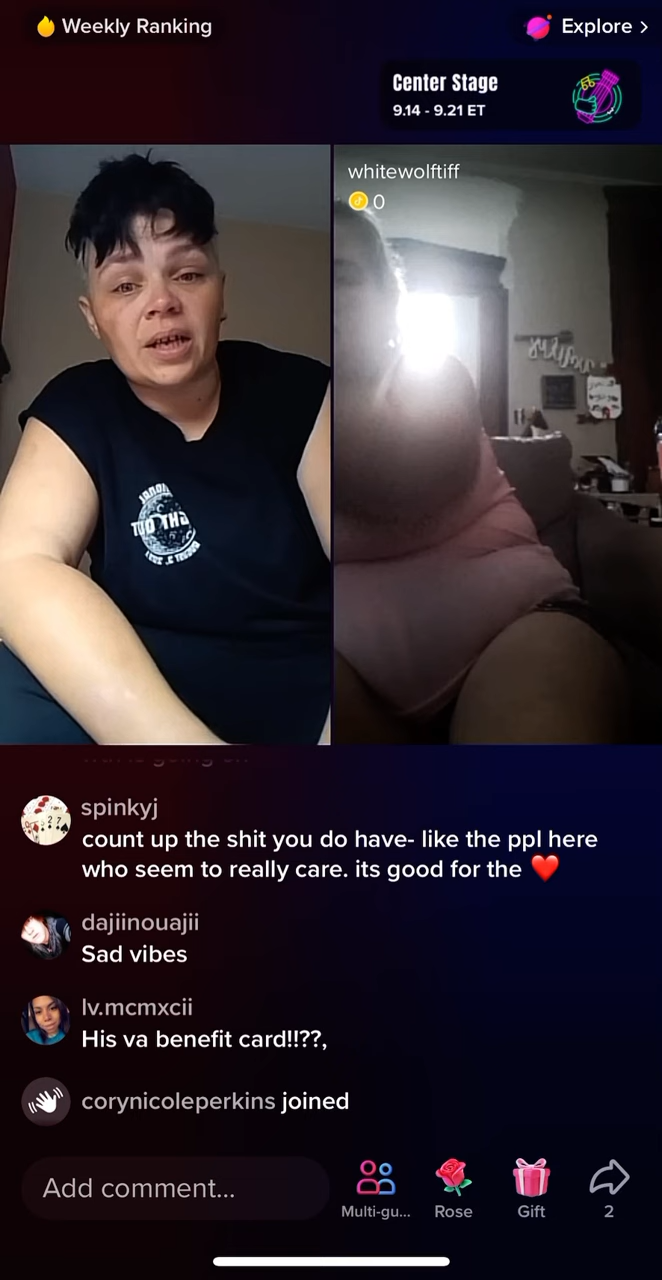 Weekly Ranking
Explore >
Center Stage
9.14 - 9.21 ET
whitewolftiff
0
spinkyj
count up the shit you do have- like the ppl here
who seem to really care. its good for the ❤️
dajiinouajii
Sad vibes
lv.mcmxcii
His va benefit card!!??,
corynicoleperkins joined
Add comment...
Multi-gu...
Rose
Gift
2